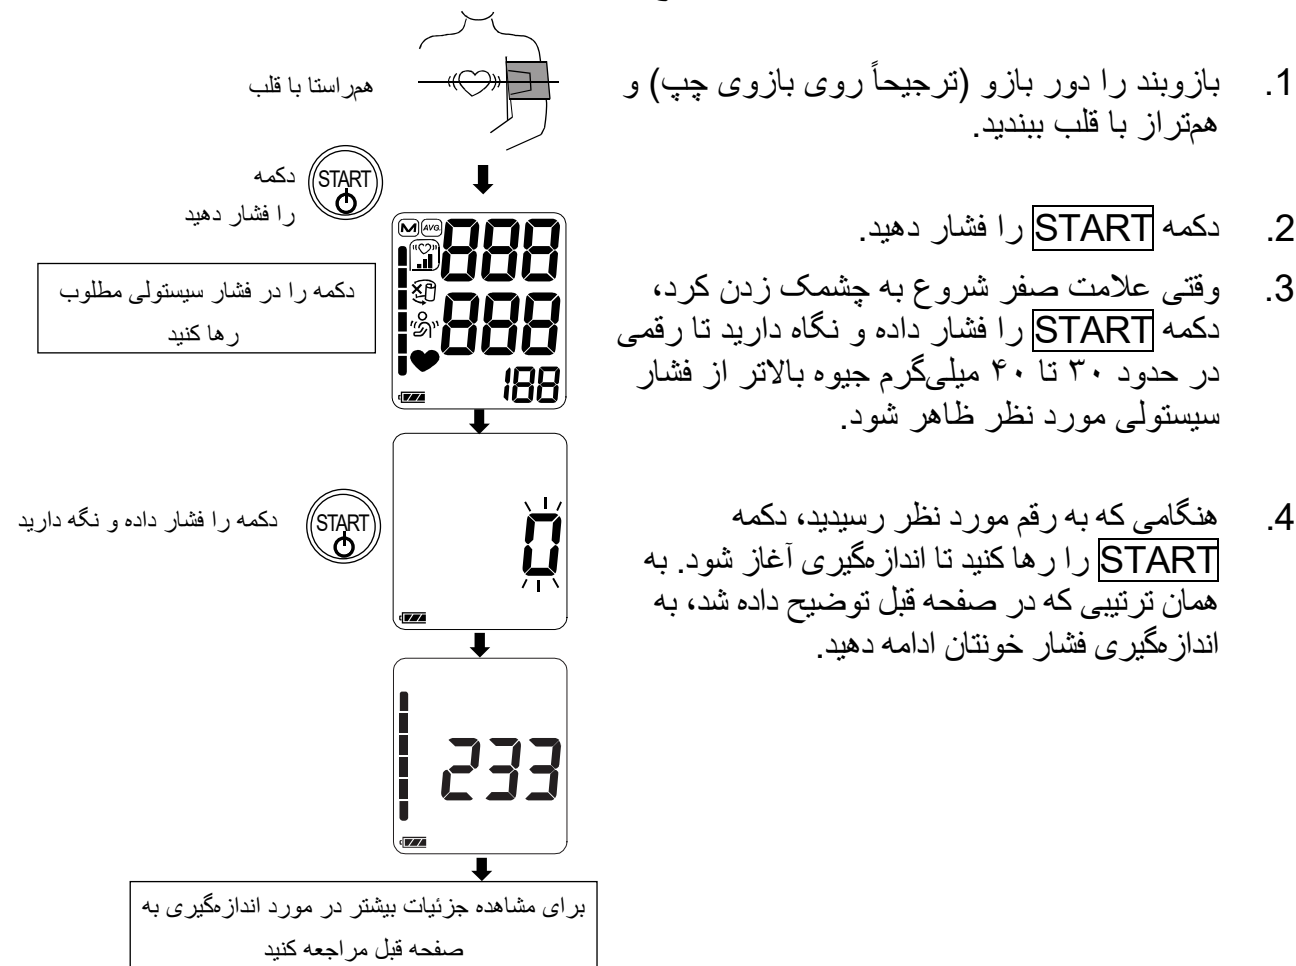 1. بازوبند را دور بازو (ترجیحاً روی بازوی چپ) و
هم‌تراز با قلب ببندید.
2. دکمه START را فشار دهید.
3. وقتی علامت صفر شروع به چشمک زدن کرد،
دکمه START را فشار داده و نگاه دارید تا رقمی
در حدود ۳۰ تا ۴۰ میلی‌گرم جیوه بالاتر از فشار
سیستولی مورد نظر ظاهر شود.
4. هنگامی که به رقم مورد نظر رسیدید، دکمه
START را رها کنید تا اندازه‌گیری آغاز شود. به
همان ترتیبی که در صفحه قبل توضیح داده شد، به
اندازه‌گیری فشار خونتان ادامه دهید.
هم‌راستا با قلب
دکمه START
را فشار دهید
M AVG.
888
888
188
دکمه را در فشار سیستولی مطلوب
رها کنید
0
START دکمه را فشار داده و نگه دارید
233
برای مشاهده جزئیات بیشتر در مورد اندازه‌گیری به
صفحه قبل مراجعه کنید